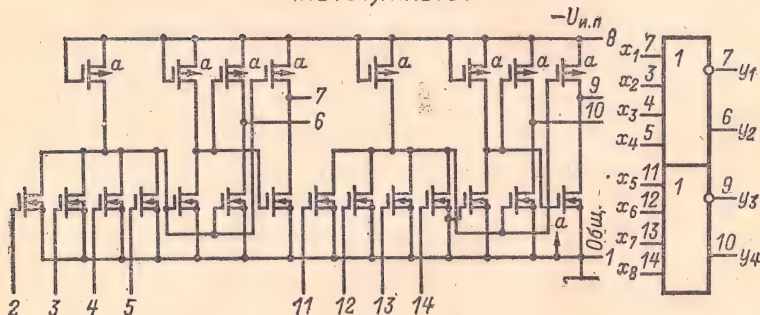 -Uи.п
8
a a a a a a a a
7
6
9
10
Общ.
a
1
2 3 4 5 11 12 13 14
x1 7 1 7 y1
x2 3
x3 4 6 y2
x4 5
x5 11 1 9 y3
x6 12
x7 13 10 y4
x8 14 1